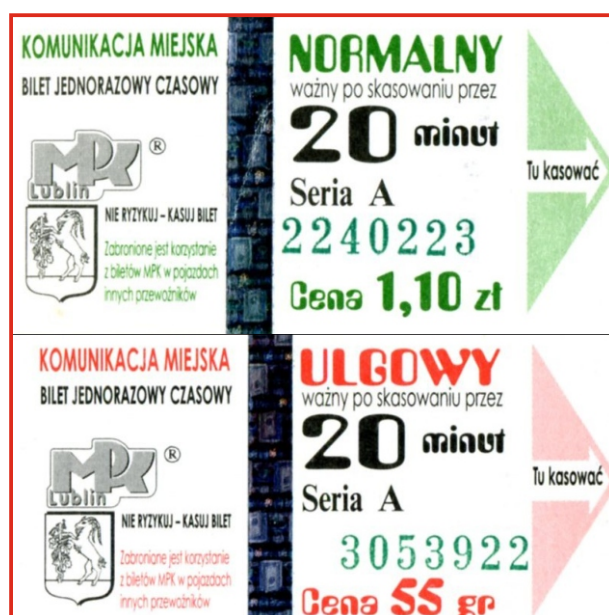 KOMUNIKACJA MIEJSKA
BILET JEDNORAZOWY CZASOWY
MPK ®
Lublin
NIE RYZYKUJ – KASUJ BILET
Zabronione jest korzystanie
z biletów MPK w pojazdach
innych przewoźników
NORMALNY
ważny po skasowaniu przez
20 minut
Seria A
2240223
Cena 1,10 zł
Tu kasować
KOMUNIKACJA MIEJSKA
BILET JEDNORAZOWY CZASOWY
MPK ®
Lublin
NIE RYZYKUJ – KASUJ BILET
Zabronione jest korzystanie
z biletów MPK w pojazdach
innych przewoźników
ULGOWY
ważny po skasowaniu przez
20 minut
Seria A
3053922
Cena 55 gr
Tu kasować